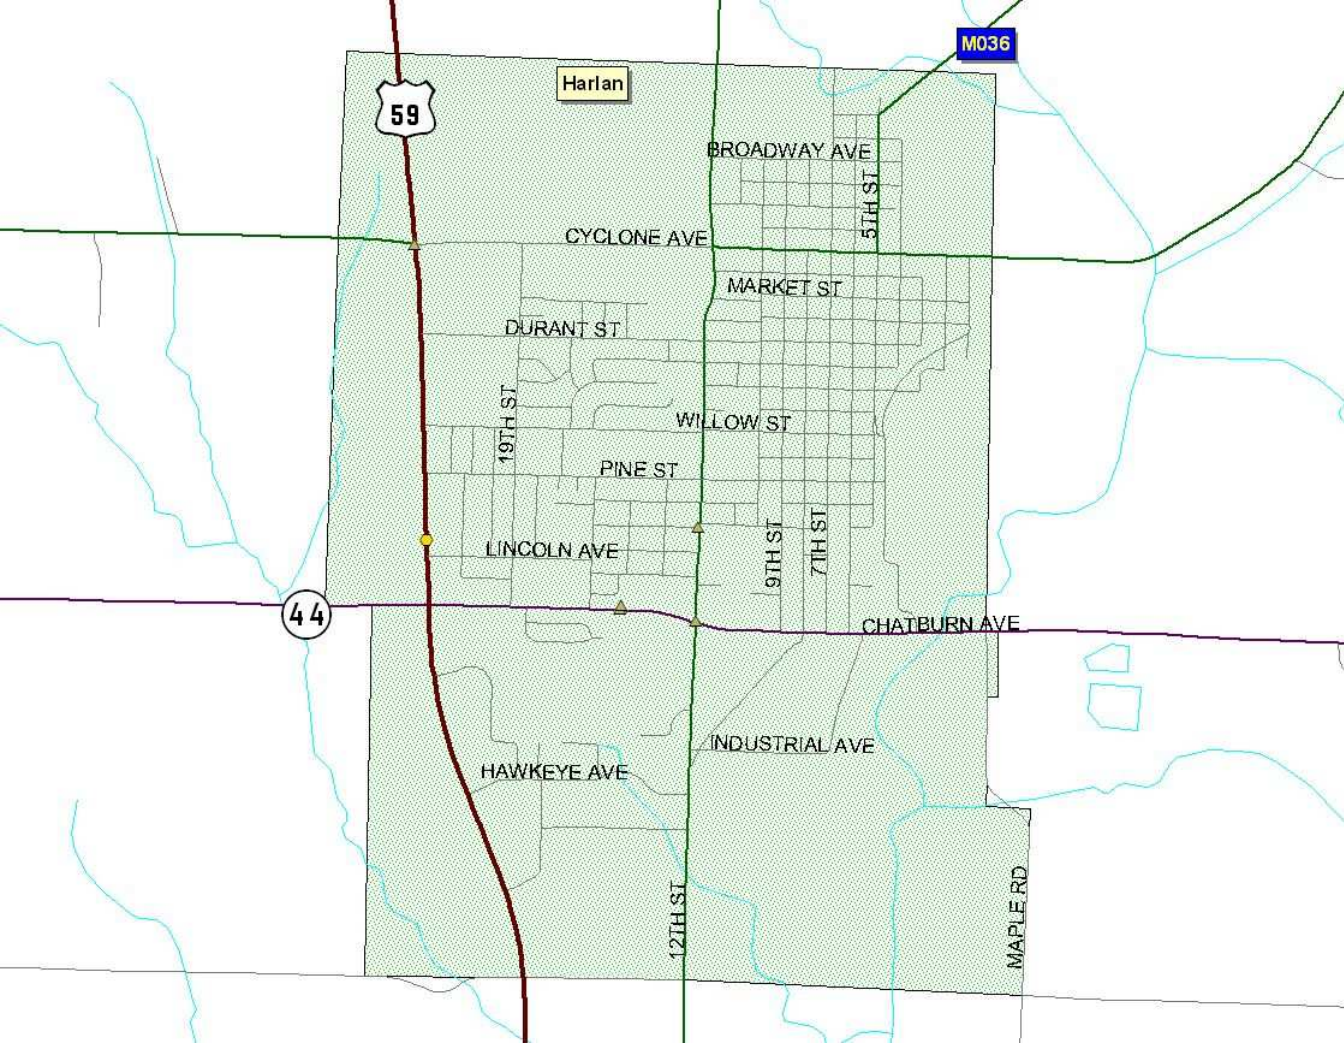 M036
Harlan
59
BROADWAY AVE
5TH ST
CYCLONE AVE
MARKET ST
DURANT ST
19TH ST
WILLOW ST
PINE ST
9TH ST
7TH ST
LINCOLN AVE
44
CHATBURN AVE
INDUSTRIAL AVE
HAWKEYE AVE
12TH ST
MAPLE RD